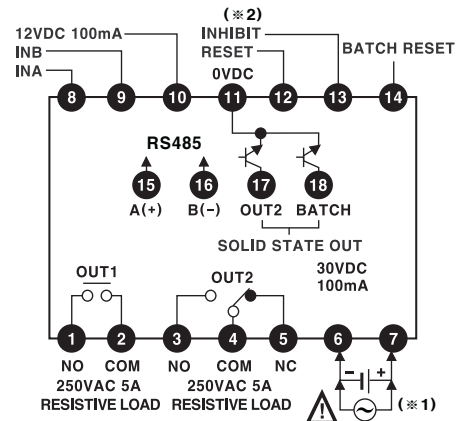 (※2)
12VDC 100mA
INHIBIT
INB
RESET
BATCH RESET
INA
0VDC
8 9 10 11 12 13 14
RS485
15 16 17 18
A(+) B(-) OUT2 BATCH
SOLID STATE OUT
30VDC
100mA
OUT1
OUT2
1 2 3 4 5 6 7
NO COM NO COM NC
- +
250VAC 5A 250VAC 5A
(※1)
RESISTIVE LOAD RESISTIVE LOAD
!